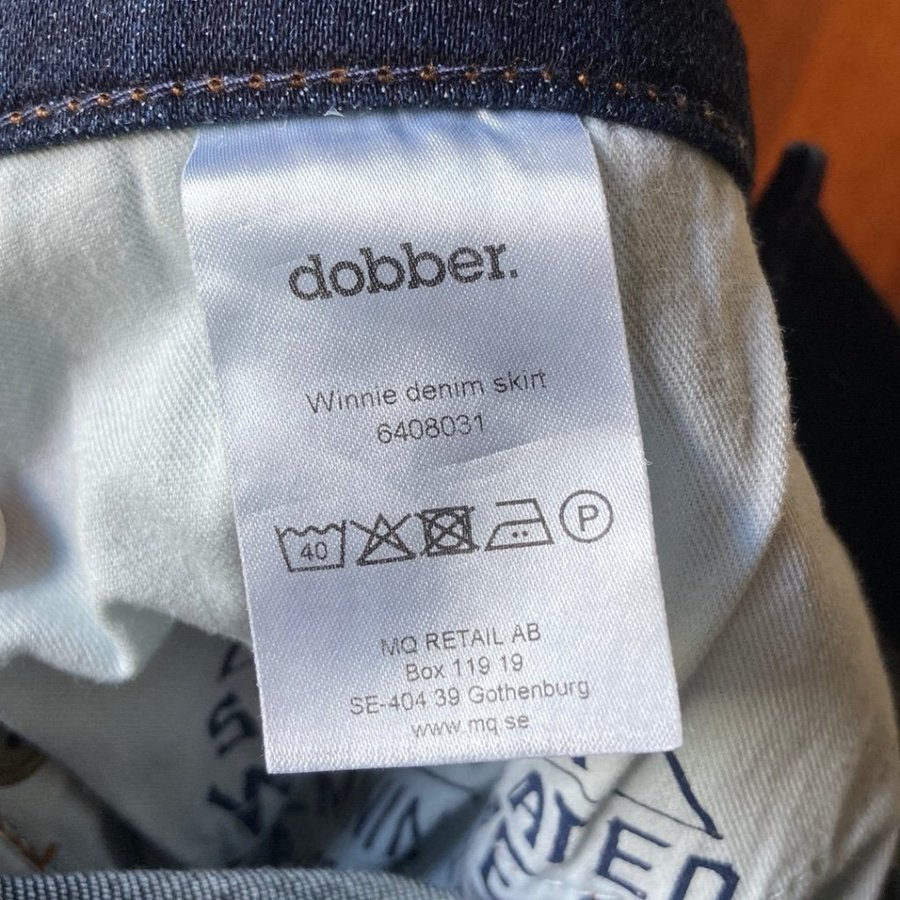 dobber.
Winnie denim skirt
6408031
40
P
MQ RETAIL AB
Box 119 19
SE-404 39 Gothenburg
www.mq.se